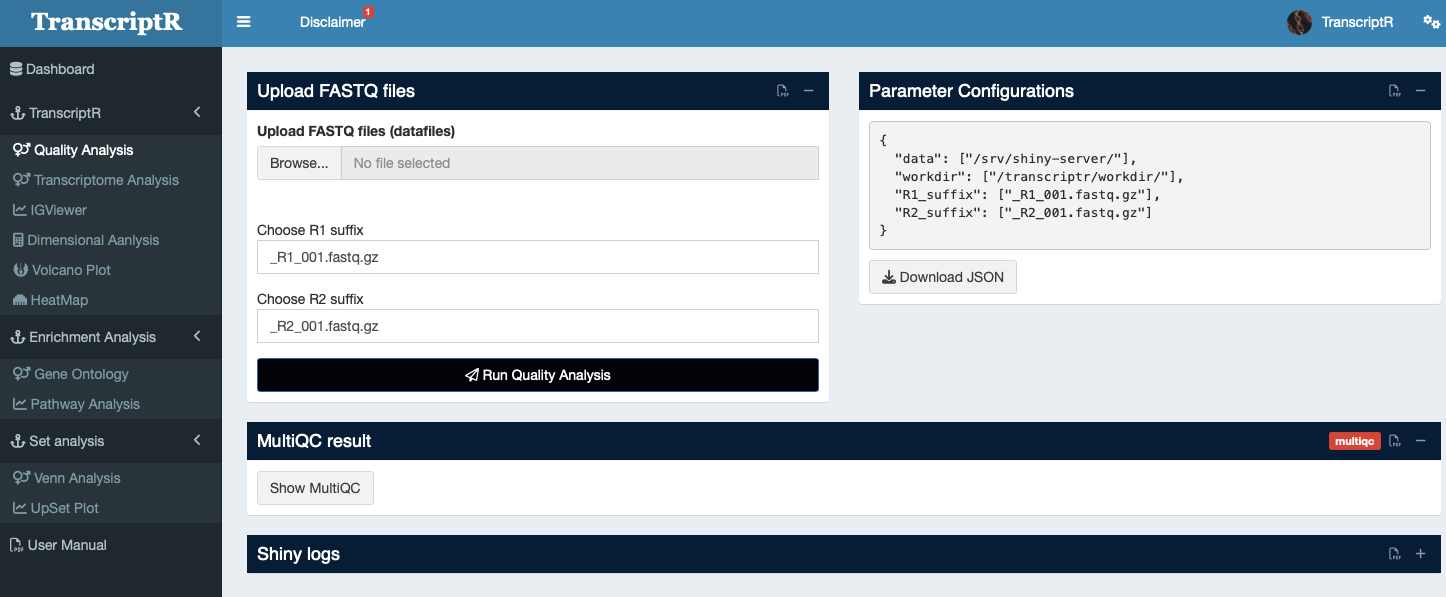 TranscriptR
Disclaimer
1
TranscriptR
Dashboard
TranscriptR
Quality Analysis
Transcriptome Analysis
IGViewer
Dimensional Aanlysis
Volcano Plot
HeatMap
Enrichment Analysis
Gene Ontology
Pathway Analysis
Set analysis
Venn Analysis
UpSet Plot
User Manual
Upload FASTQ files
Upload FASTQ files (datafiles)
Browse... No file selected
Choose R1 suffix
_R1_001.fastq.gz
Choose R2 suffix
_R2_001.fastq.gz
Run Quality Analysis
Parameter Configurations
{
"data": ["/srv/shiny-server/"],
"workdir": ["/transcriptr/workdir/"],
"R1_suffix": ["_R1_001.fastq.gz"],
"R2_suffix": ["_R2_001.fastq.gz"]
}
Download JSON
MultiQC result
multiqc
Show MultiQC
Shiny logs